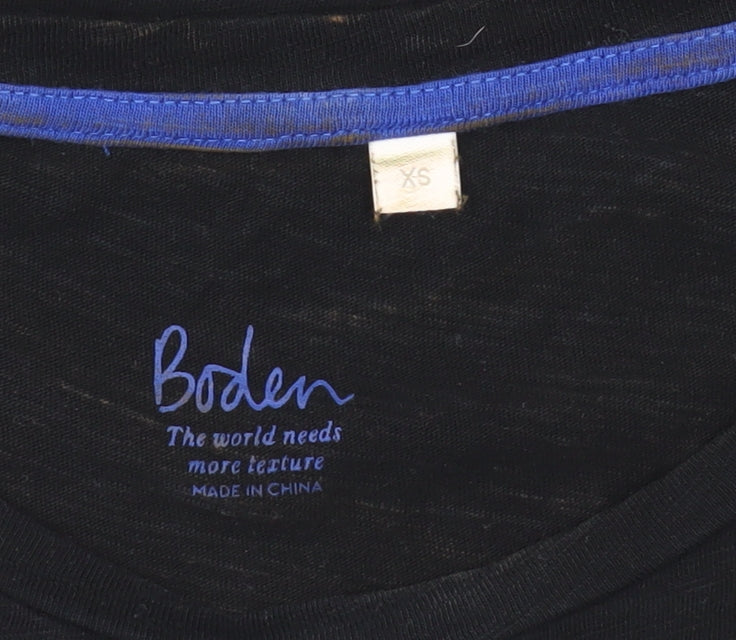 XS
Boden
The world needs
more texture
MADE IN CHINA